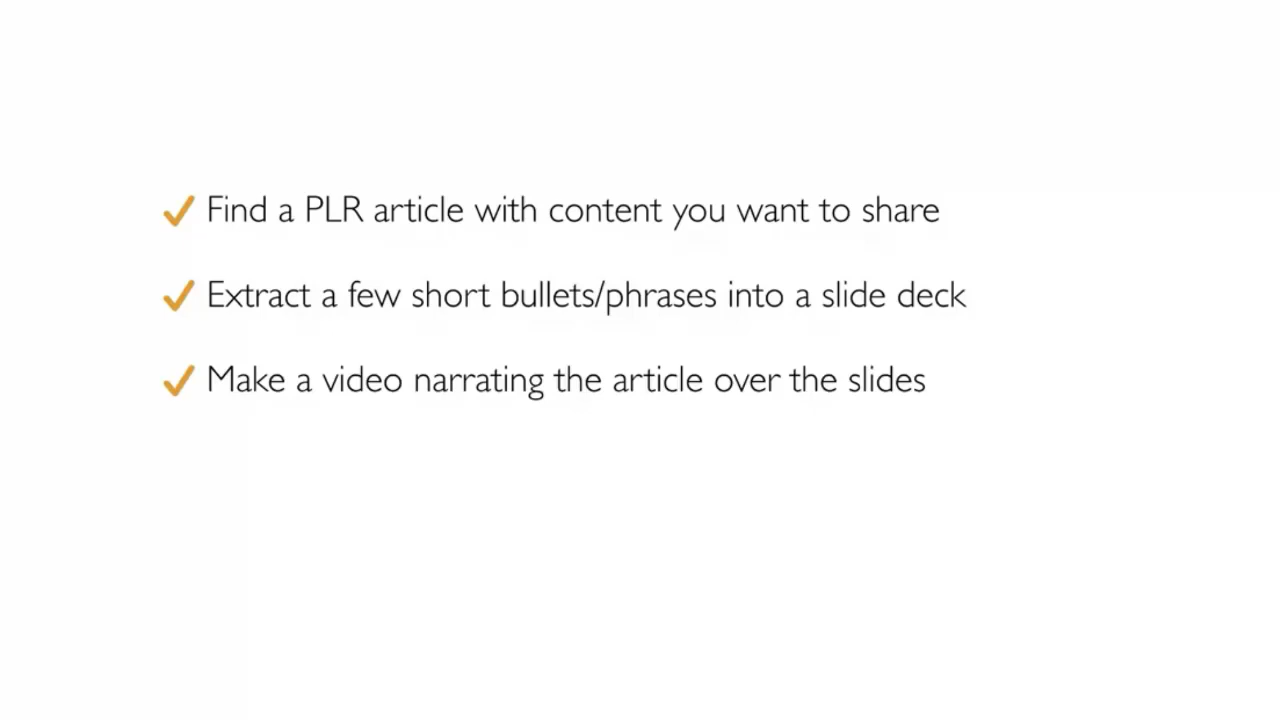 Find a PLR article with content you want to share
Extract a few short bullets/phrases into a slide deck
Make a video narrating the article over the slides